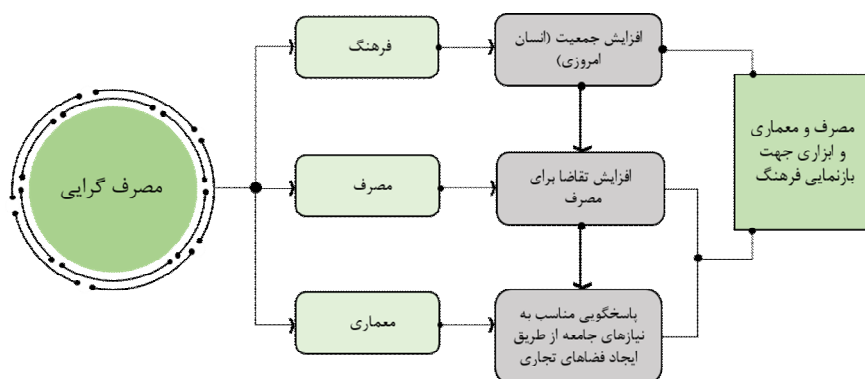 مصرف گرایی
فرهنگ
مصرف
معماری
افزایش جمعیت (انسان
امروزی)
افزایش تقاضا برای
مصرف
پاسخگویی مناسب به
نیازهای جامعه از طریق
ایجاد فضاهای تجاری
مصرف و معماری
و ابزاری جهت
بازنمایی فرهنگ